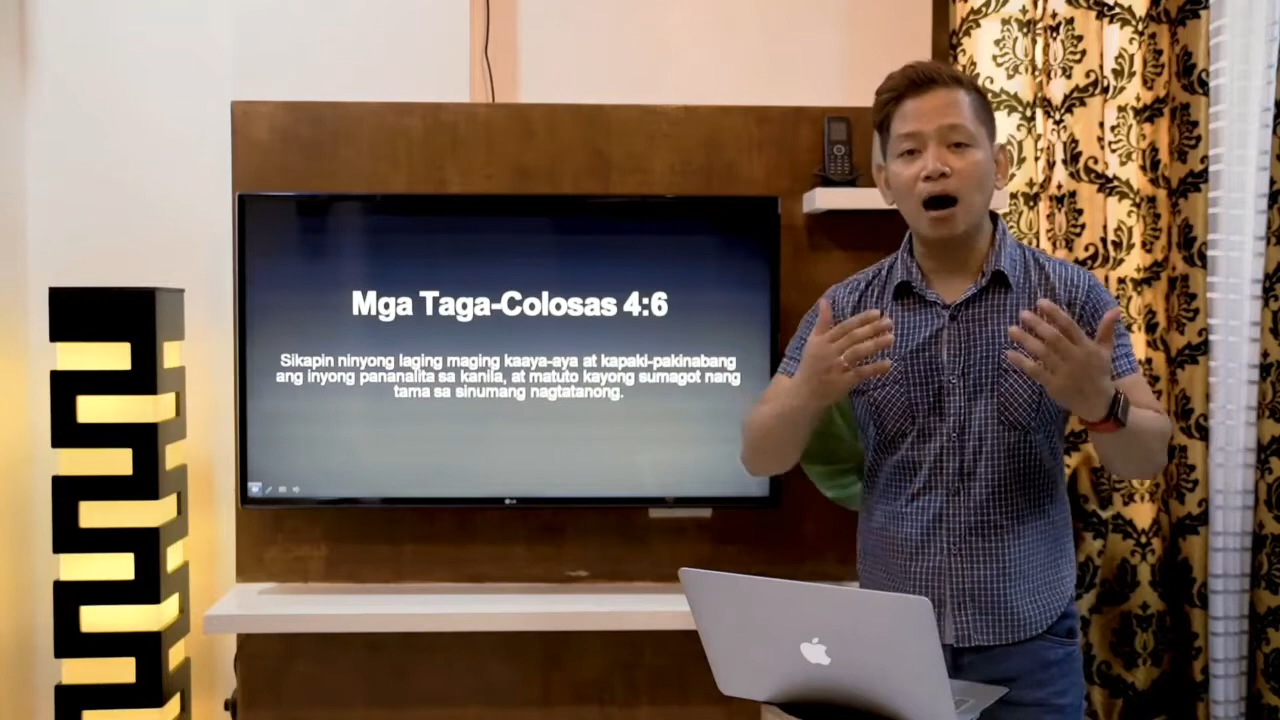 Mga Taga-Colosas 4:6
Sikapin ninyong laging maging kaaya-aya at kapaki-pakinabang
ang inyong pananalita sa kanila, at matuto kayong sumagot nang
tama sa sinumang nagtatanong.
LG